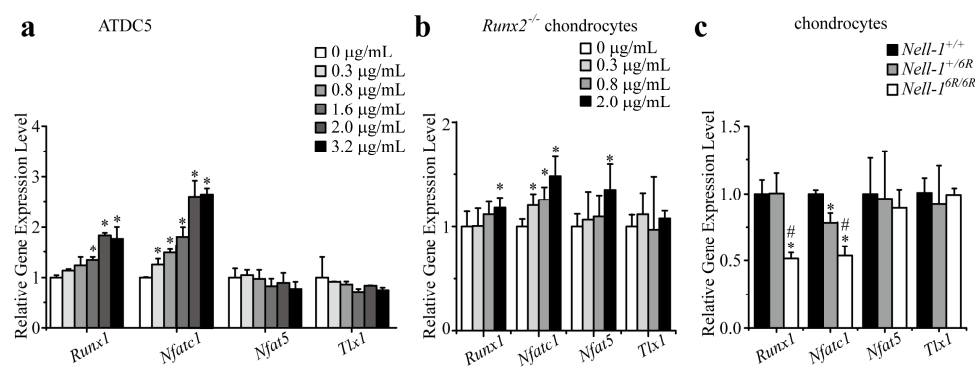 a
ATDC5
0 μg/mL
0.3 μg/mL
0.8 μg/mL
1.6 μg/mL
2.0 μg/mL
3.2 μg/mL
Relative Gene Expression Level
4
3
2
1
0
* * *
* * * * *
Runx1
Nfatc1
Nfat5
Tlx1
b
Runx2-/- chondrocytes
0 μg/mL
0.3 μg/mL
0.8 μg/mL
2.0 μg/mL
Relative Gene Expression Level
2
1
0
*
* * *
*
Runx1
Nfatc1
Nfat5
Tlx1
c
chondrocytes
Nell-1+/+
Nell-1+/6R
Nell-16R/6R
Relative Gene Expression Level
1.5
1.0
0.5
0.0
#
*
*
#
*
Runx1
Nfatc1
Nfat5
Tlx1